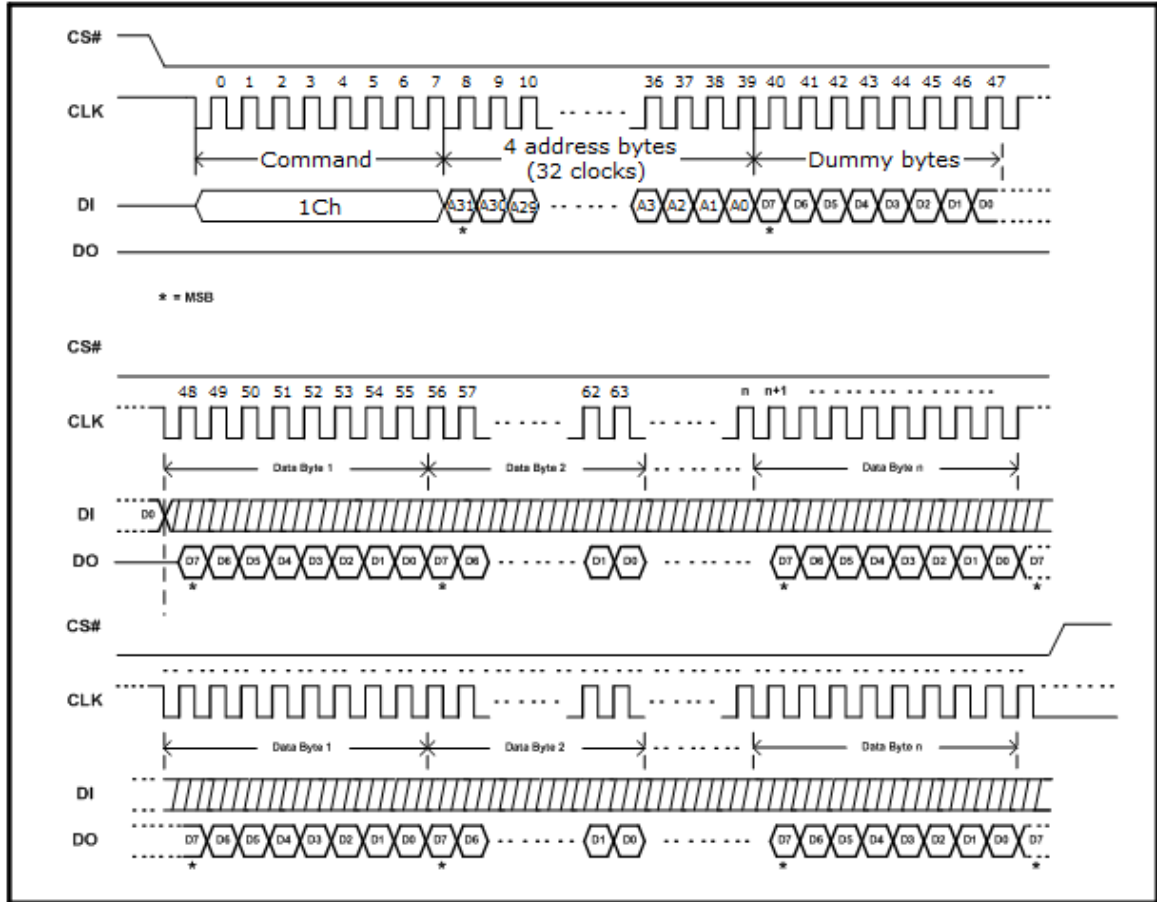 CS#
0 1 2 3 4 5 6 7 8 9 10 36 37 38 39 40 41 42 43 44 45 46 47
CLK
Command 4 address bytes Dummy bytes
(32 clocks)
DI 1Ch A31 A30 A29 A3 A2 A1 A0 D7 D6 D5 D4 D3 D2 D1 D0
* *
DO
* = MSB
CS#
48 49 50 51 52 53 54 55 56 57 62 63 n n+1
CLK
Data Byte 1 Data Byte 2 Data Byte n
DI D0
DO D7 D6 D5 D4 D3 D2 D1 D0 D7 D6 D1 D0 D7 D6 D5 D4 D3 D2 D1 D0 D7
* * * *
CS#
CLK
Data Byte 1 Data Byte 2 Data Byte n
DI
DO D7 D6 D5 D4 D3 D2 D1 D0 D7 D6 D1 D0 D7 D6 D5 D4 D3 D2 D1 D0 D7
* * * *